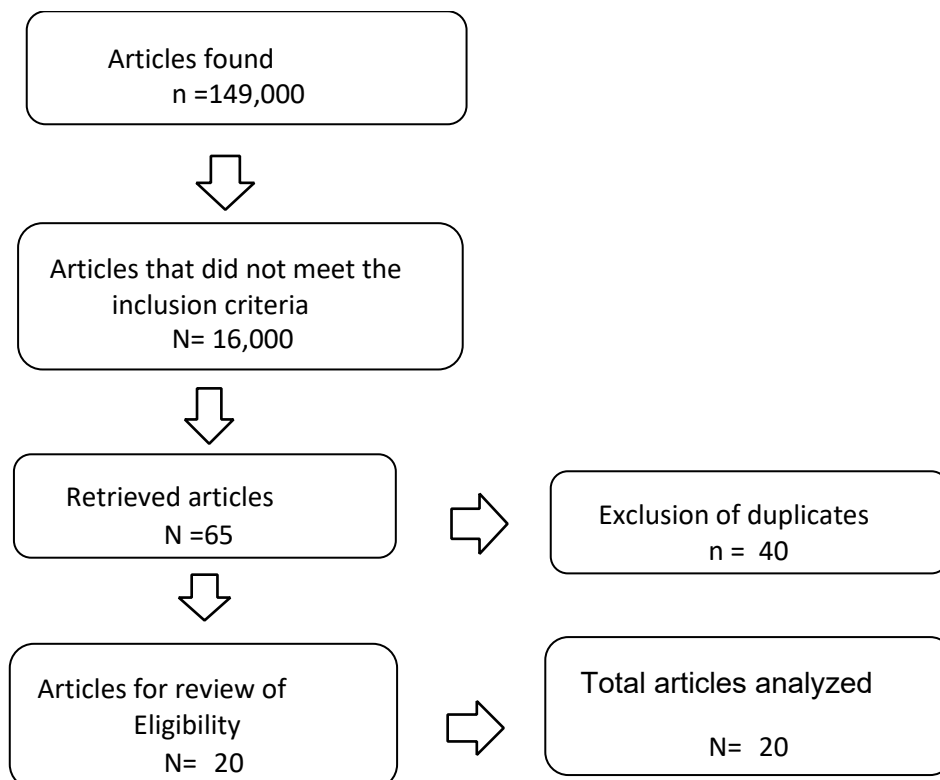 Articles found
n =149,000
Articles that did not meet the
inclusion criteria
N= 16,000
Retrieved articles
N =65
Exclusion of duplicates
n = 40
Articles for review of
Eligibility
N= 20
Total articles analyzed
N= 20